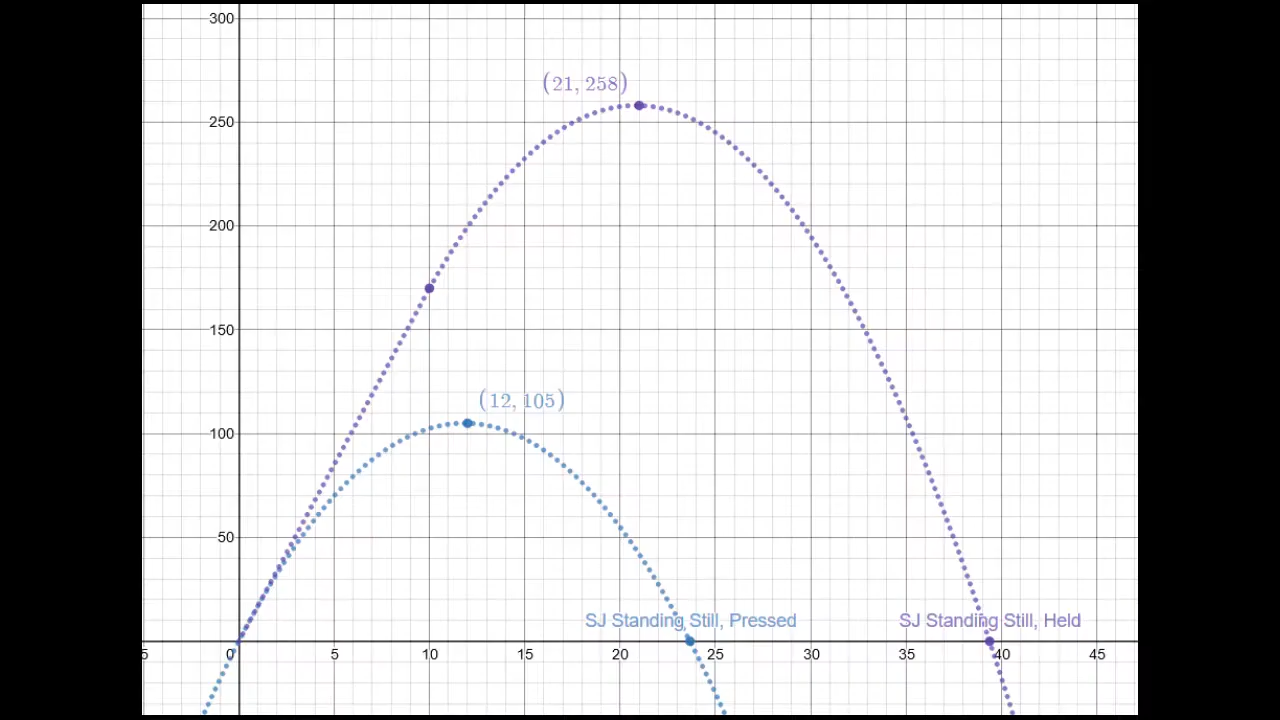 300
(21, 258)
250
200
150
(12, 105)
100
50
SJ Standing Still, Pressed
SJ Standing Still, Held
5 0 5 10 15 20 25 30 35 40 45